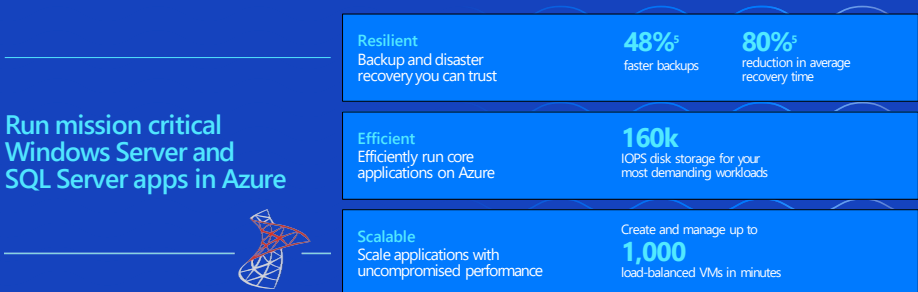 Run mission critical
Windows Server and
SQL Server apps in Azure
Resilient
Backup and disaster
recovery you can trust
48%5
faster backups
80%5
reduction in average
recovery time
Efficient
Efficiently run core
applications on Azure
160k
IOPS disk storage for your
most demanding workloads
Scalable
Scale applications with
uncompromised performance
Create and manage up to
1,000
load-balanced VMs in minutes